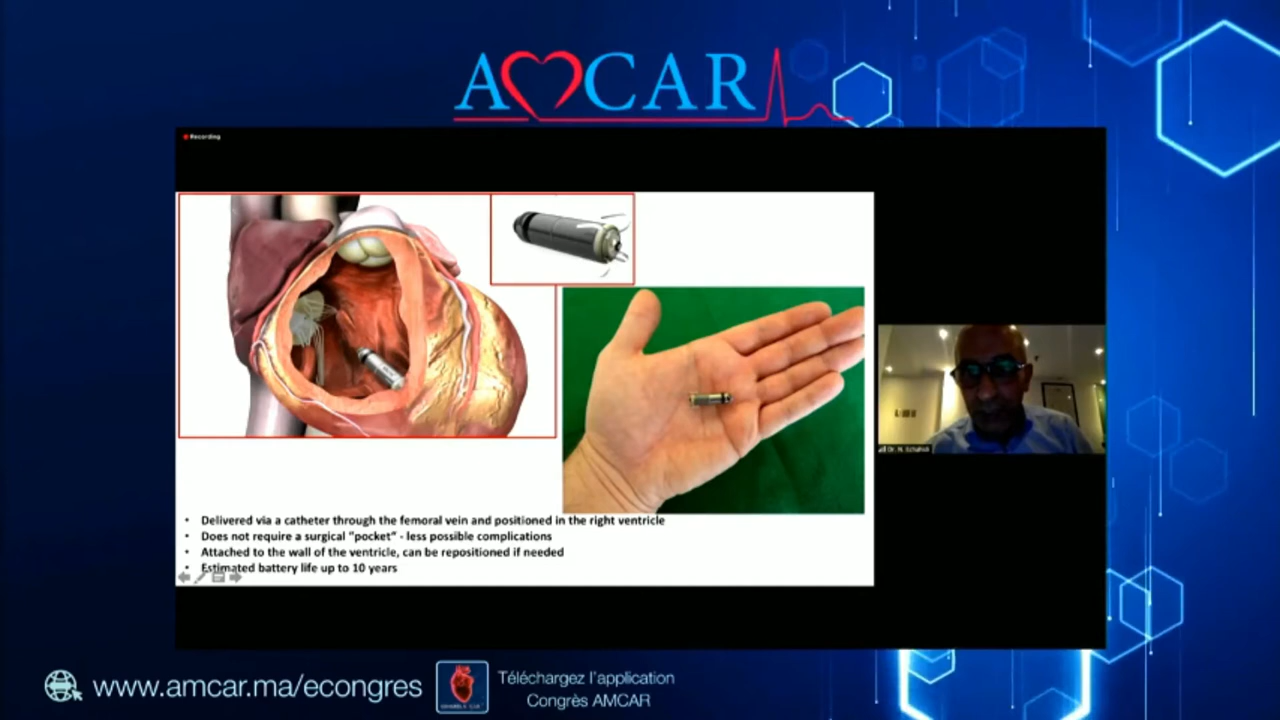 AMCAR
Recording
• Delivered via a catheter through the femoral vein and positioned in the right ventricle
• Does not require a surgical "pocket" - less possible complications
• Attached to the wall of the ventricle, can be repositioned if needed
• Estimated battery life up to 10 years
www.amcar.ma/econgres
Téléchargez l'application
Congrès AMCAR